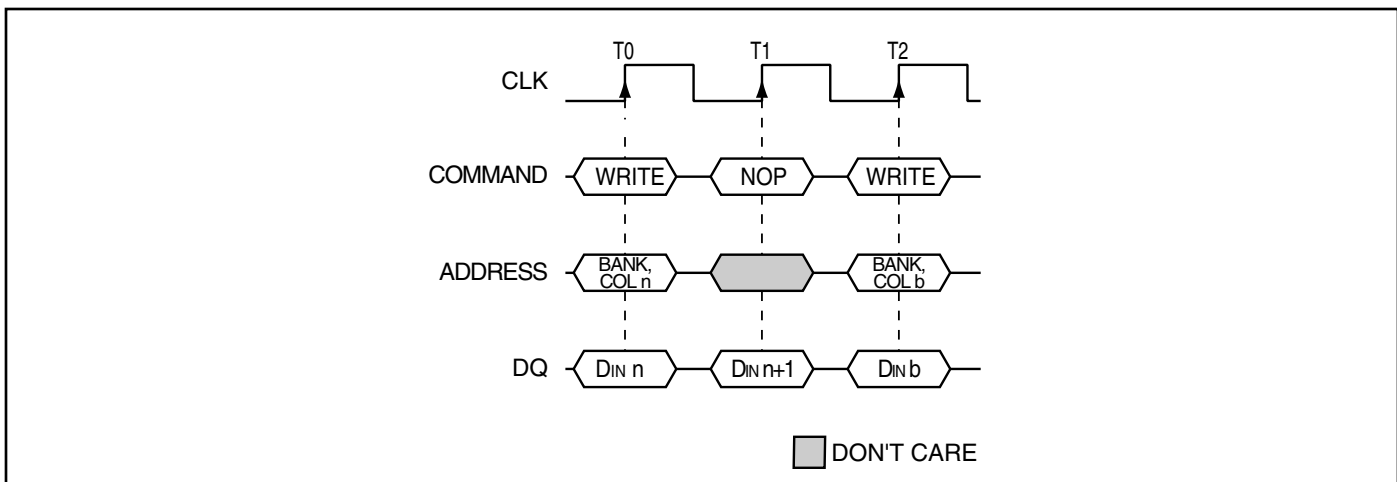 T0 T1 T2
CLK
COMMAND WRITE NOP WRITE
ADDRESS BANK, COL n BANK, COL b
DQ DIN n DIN n+1 DIN b
DON'T CARE